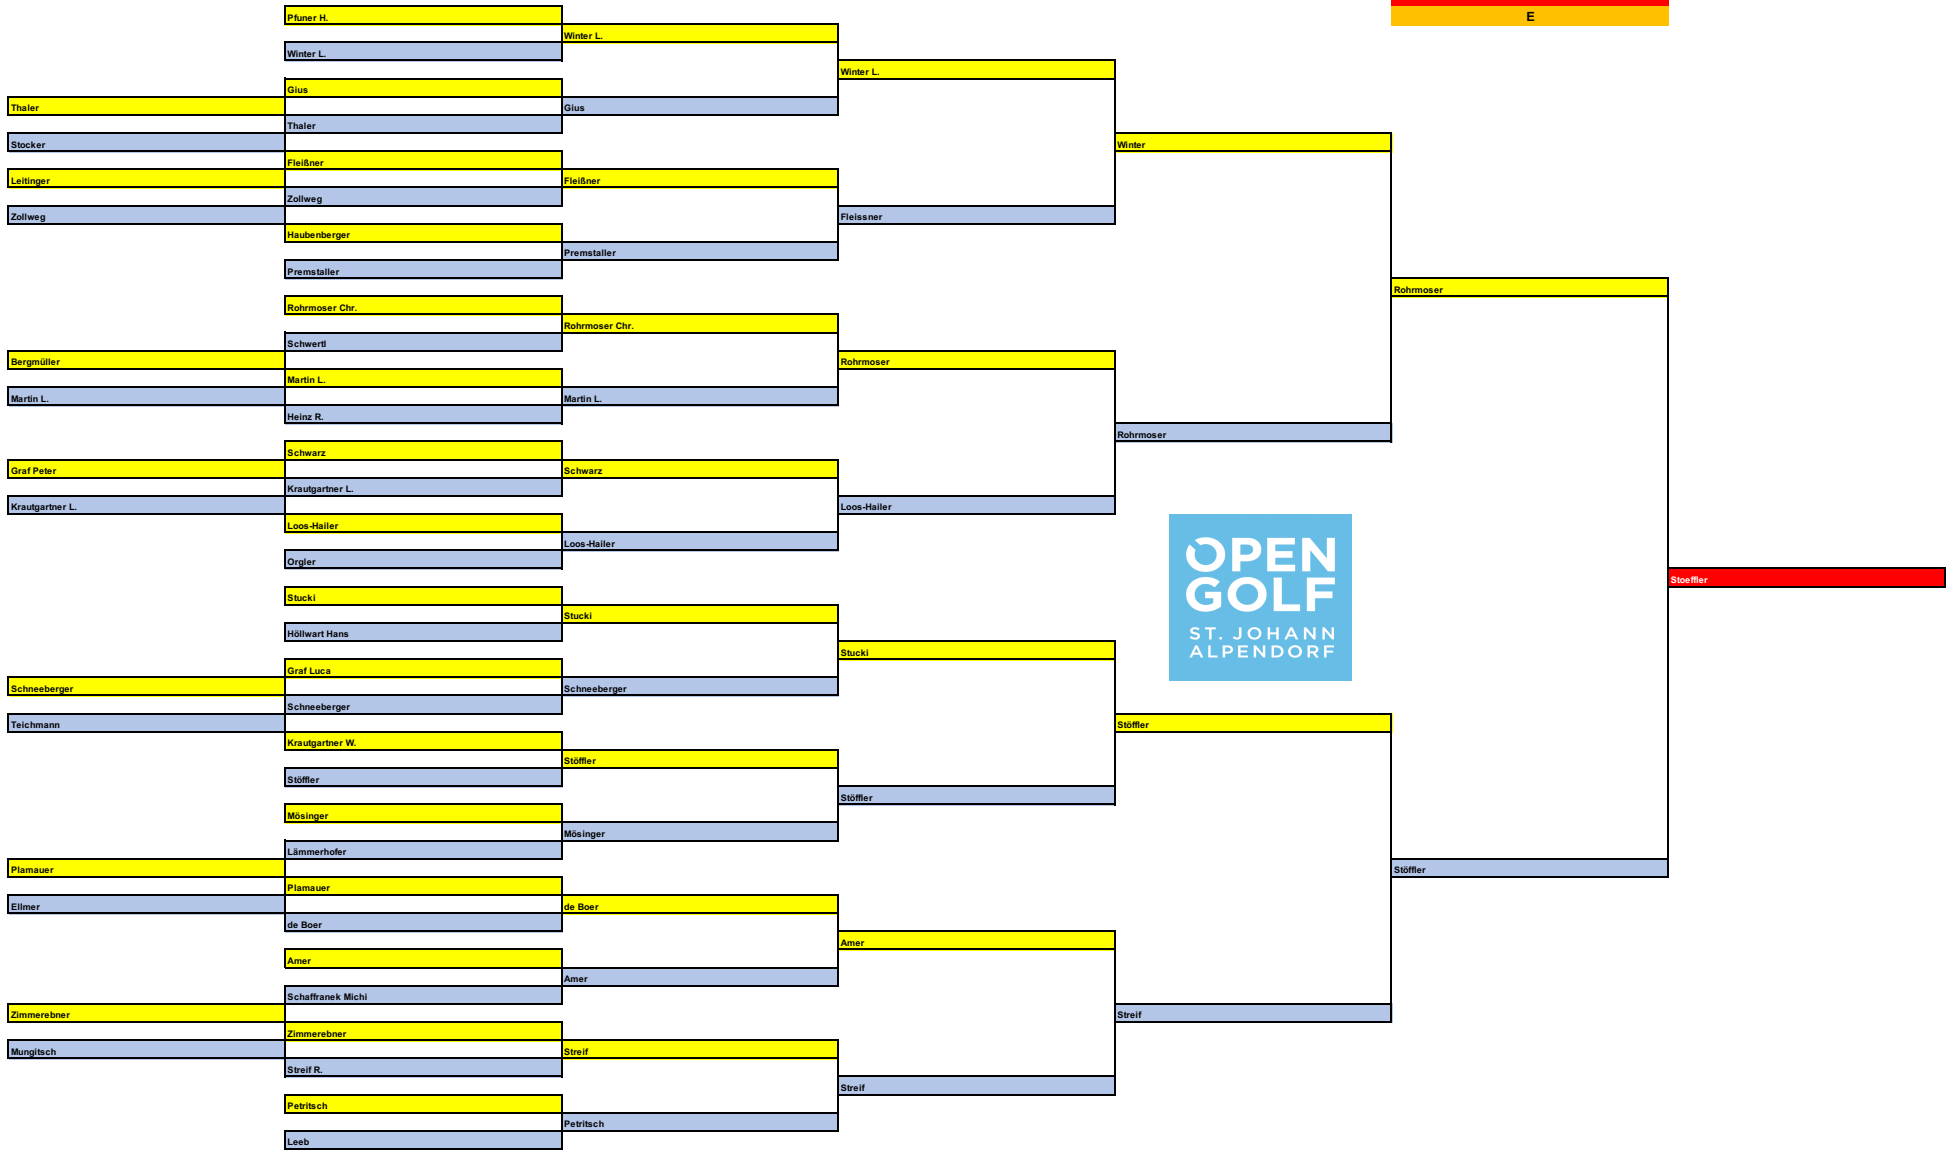 E
Pfuner H.
Winter L.
Gius
Thaler
Fleißner
Zollweg
Haubenberger
Premstaller
Rohrmoser Chr.
Schwertl
Martin L.
Heinz R.
Schwarz
Krautgartner L.
Loos-Hailer
Orgler
Stucki
Höllwart Hans
Graf Luca
Schneeberger
Krautgartner W.
Stöffler
Mösinger
Lämmerhofer
Plamauer
de Boer
Amer
Schaffranek Michi
Zimmerebner
Streif R.
Petritsch
Leeb
Thaler
Stocker
Leitinger
Zollweg
Bergmüller
Martin L.
Graf Peter
Krautgartner L.
Schneeberger
Teichmann
Plamauer
Ellmer
Zimmerebner
Mungitsch
Winter L.
Gius
Fleißner
Premstaller
Rohrmoser Chr.
Martin L.
Schwarz
Loos-Hailer
Stucki
Schneeberger
Stöffler
Mösinger
de Boer
Amer
Streif
Petritsch
Winter L.
Fleissner
Rohrmoser
Loos-Hailer
Stucki
Stöffler
Amer
Streif
Winter
Rohrmoser
Stöffler
Streif
Rohrmoser
Stöffler
Stoeffler
OPEN
GOLF
ST. JOHANN
ALPENDORF